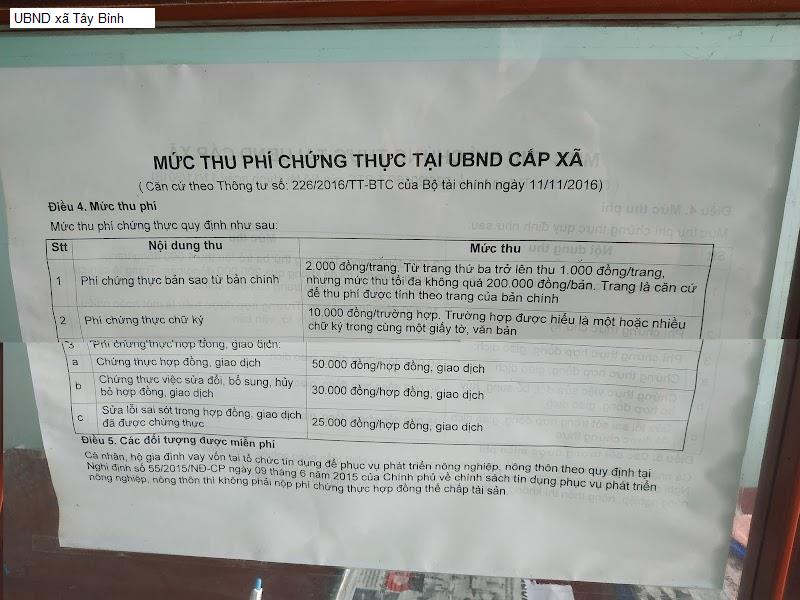 UBND xã Tây Bình
MỨC THU PHÍ CHỨNG THỰC TẠI UBND CẤP XÃ
( Căn cứ theo Thông tư số: 226/2016/TT-BTC của Bộ tài chính ngày 11/11/2016)
Điều 4. Mức thu phí
Mức thu phí chứng thực quy định như sau:
Stt Nội dung thu Mức thu
1 Phí chứng thực bản sao từ bản chính 2.000 đồng/trang. Từ trang thứ ba trở lên thu 1.000 đồng/trang,
nhưng mức thu tối đa không quá 200.000 đồng/bản. Trang là căn cứ
để thu phí được tính theo trang của bản chính
2 Phí chứng thực chữ ký 10.000 đồng/trường hợp. Trường hợp được hiểu là một hoặc nhiều
chữ ký trong cùng một giấy tờ, văn bản
3 Phí chứng thực hợp đồng, giao dịch:
a Chứng thực hợp đồng, giao dịch 50.000 đồng/hợp đồng, giao dịch
b Chứng thực việc sửa đổi, bổ sung, hủy
bỏ hợp đồng, giao dịch 30.000 đồng/hợp đồng, giao dịch
c Sửa lỗi sai sót trong hợp đồng, giao dịch
đã được chứng thực 25.000 đồng/hợp đồng, giao dịch
Điều 5. Các đối tượng được miễn phí
Cá nhân, hộ gia đình vay vốn tại tổ chức tín dụng để phục vụ phát triển nông nghiệp, nông thôn theo quy định tại
Nghị định số 55/2015/NĐ-CP ngày 09 tháng 6 năm 2015 của Chính phủ về chính sách tín dụng phục vụ phát triển
nông nghiệp, nông thôn thì không phải nộp phí chứng thực hợp đồng thế chấp tài sản.